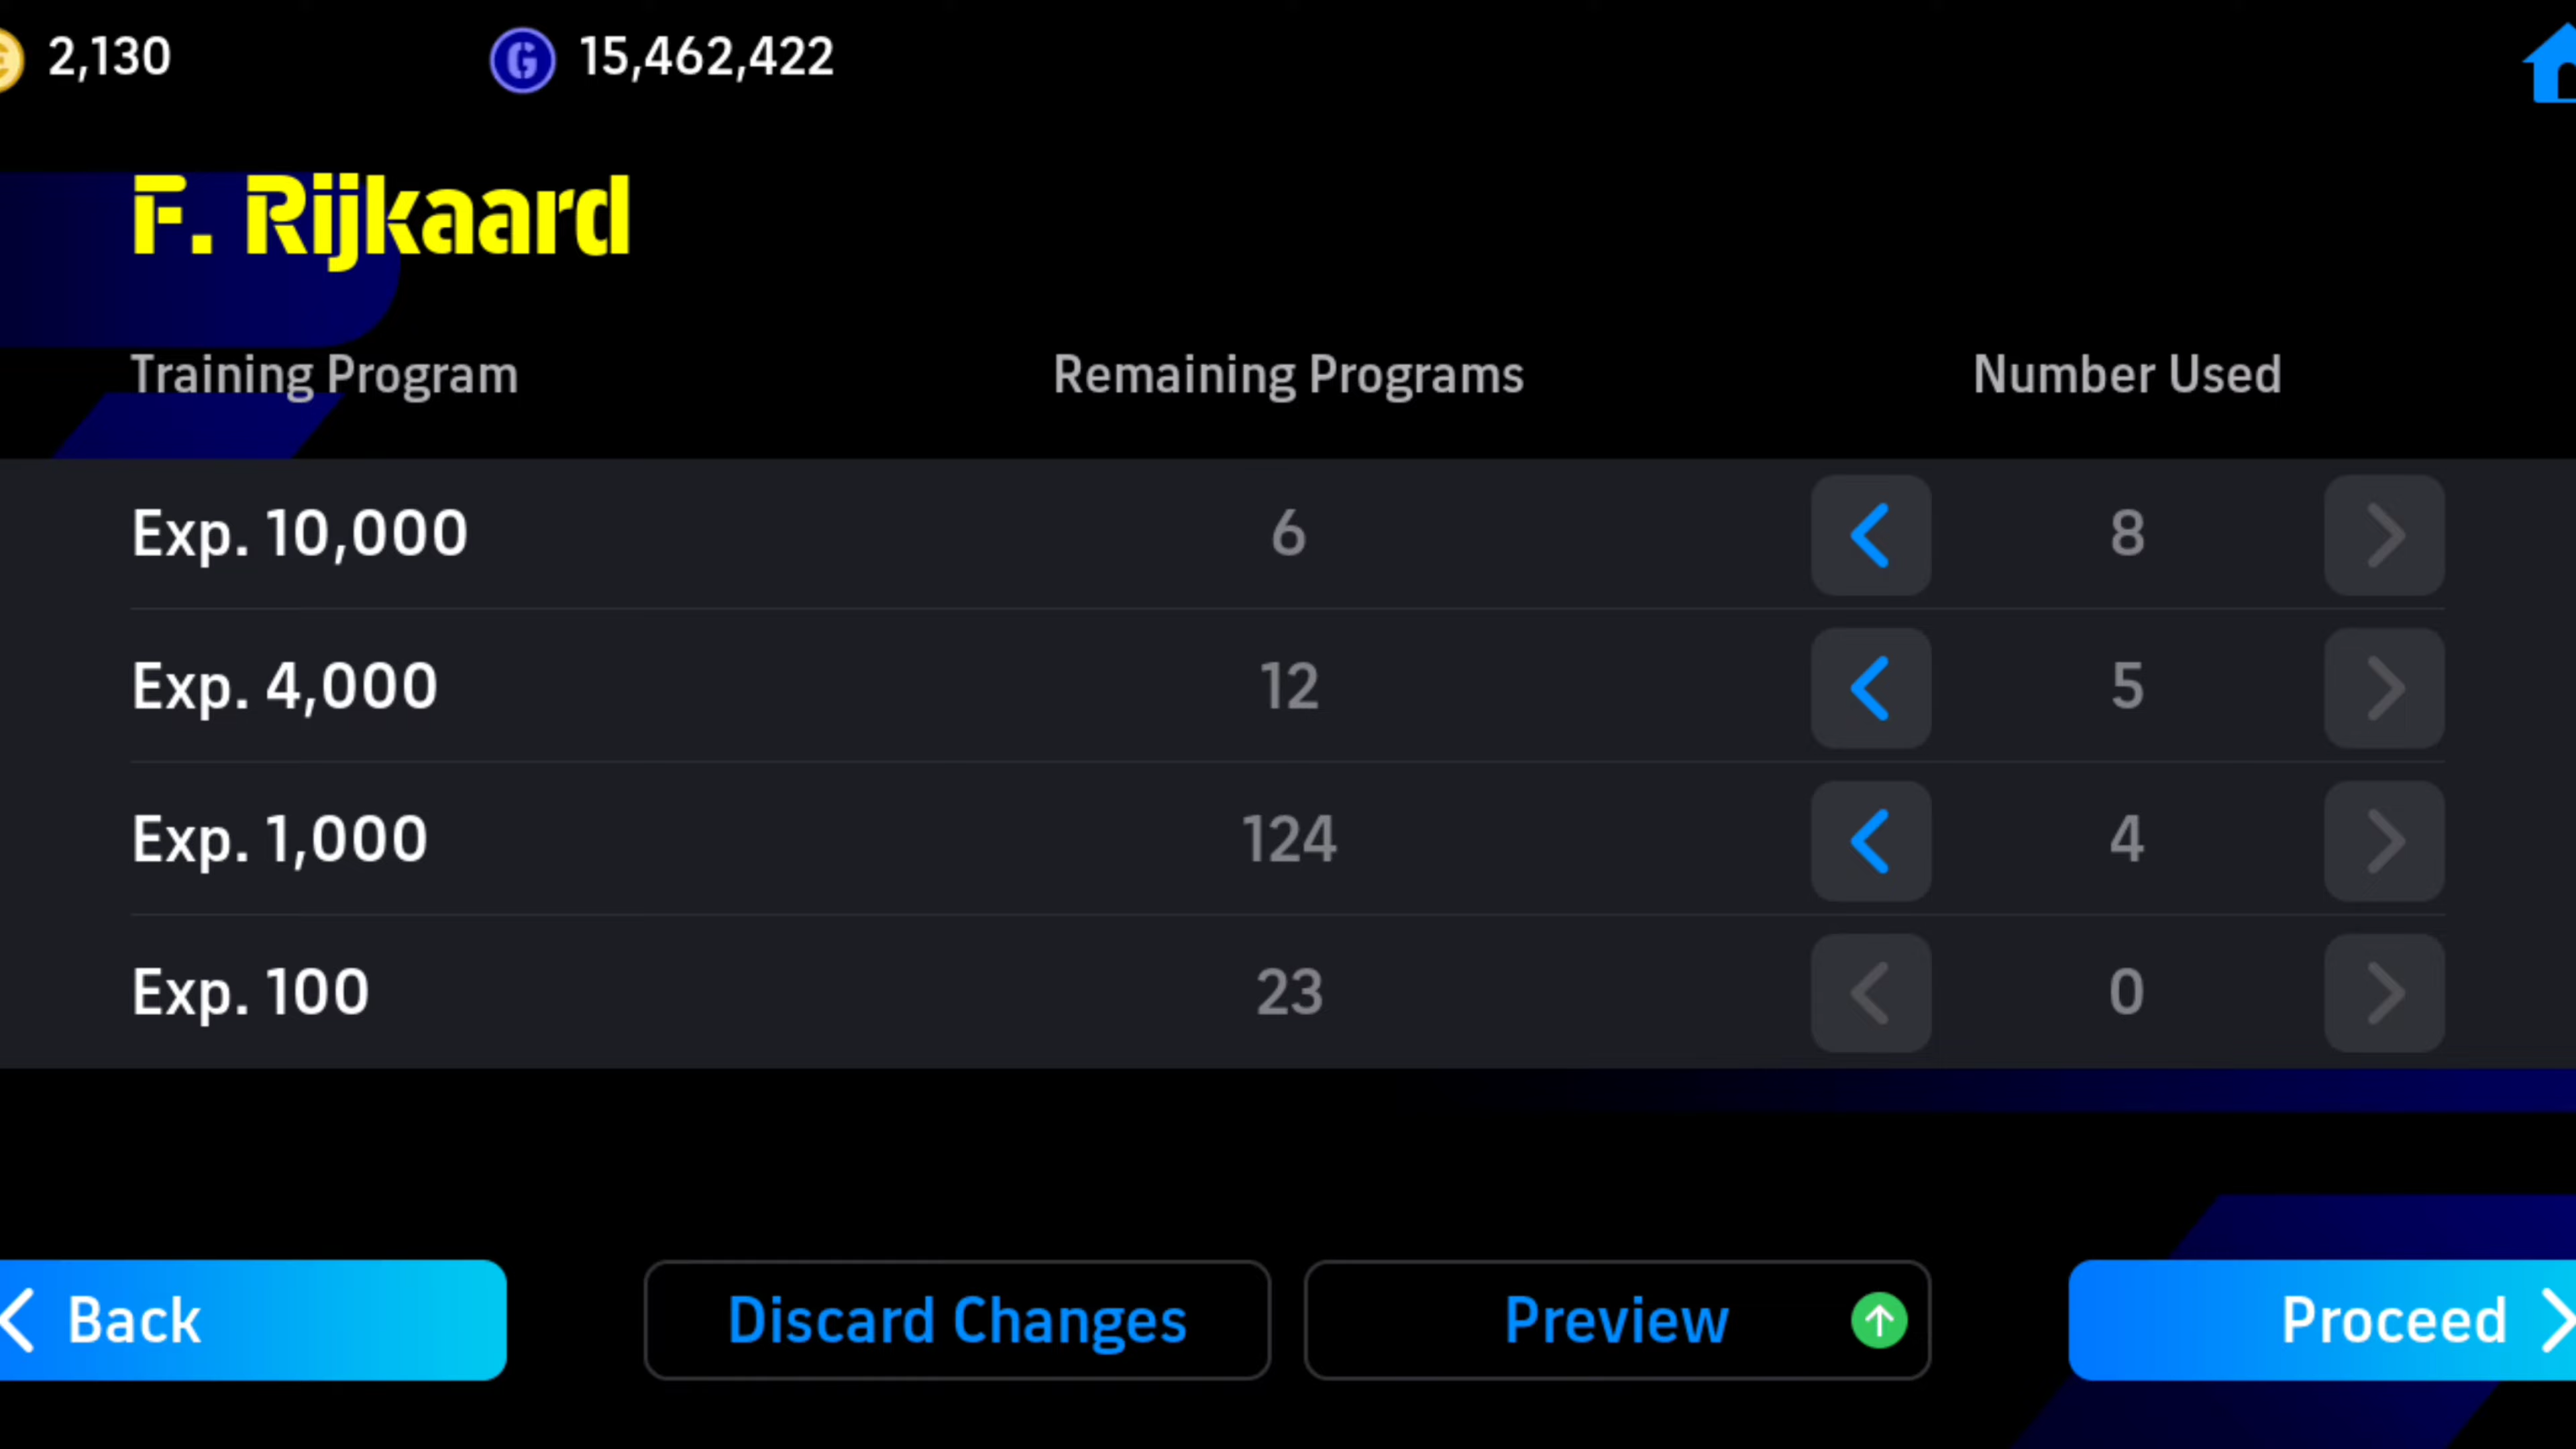 2,130 G 15,462,422
F. Rijkaard
Training Program Remaining Programs Number Used
Exp. 10,000 6 8
Exp. 4,000 12 5
Exp. 1,000 124 4
Exp. 100 23 0
Back Discard Changes Preview Proceed